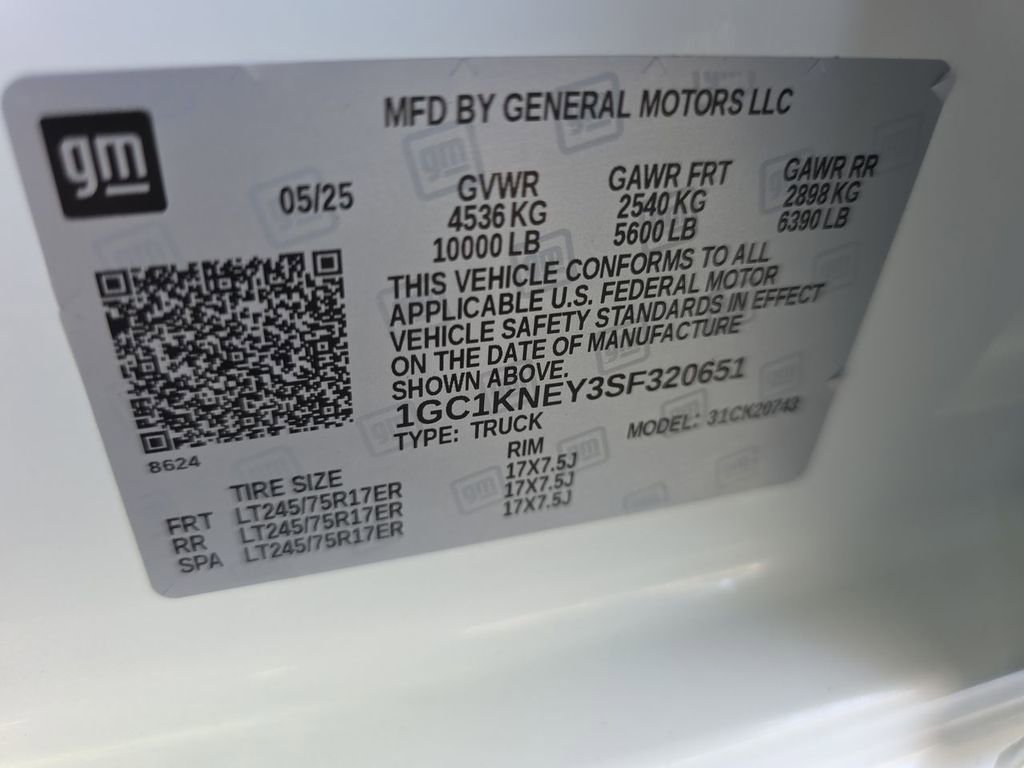 gm
MFD BY GENERAL MOTORS LLC
05/25
GVWR GAWR FRT GAWR RR
4536 KG 2540 KG 2898 KG
10000 LB 5600 LB 6390 LB
THIS VEHICLE CONFORMS TO ALL
APPLICABLE U.S. FEDERAL MOTOR
VEHICLE SAFETY STANDARDS IN EFFECT
ON THE DATE OF MANUFACTURE
SHOWN ABOVE.
1GC1KNEY3SF320651
TYPE: TRUCK MODEL: 31CK20743
8624
TIRE SIZE RIM
FRT LT245/75R17ER 17X7.5J
RR LT245/75R17ER 17X7.5J
SPA LT245/75R17ER 17X7.5J